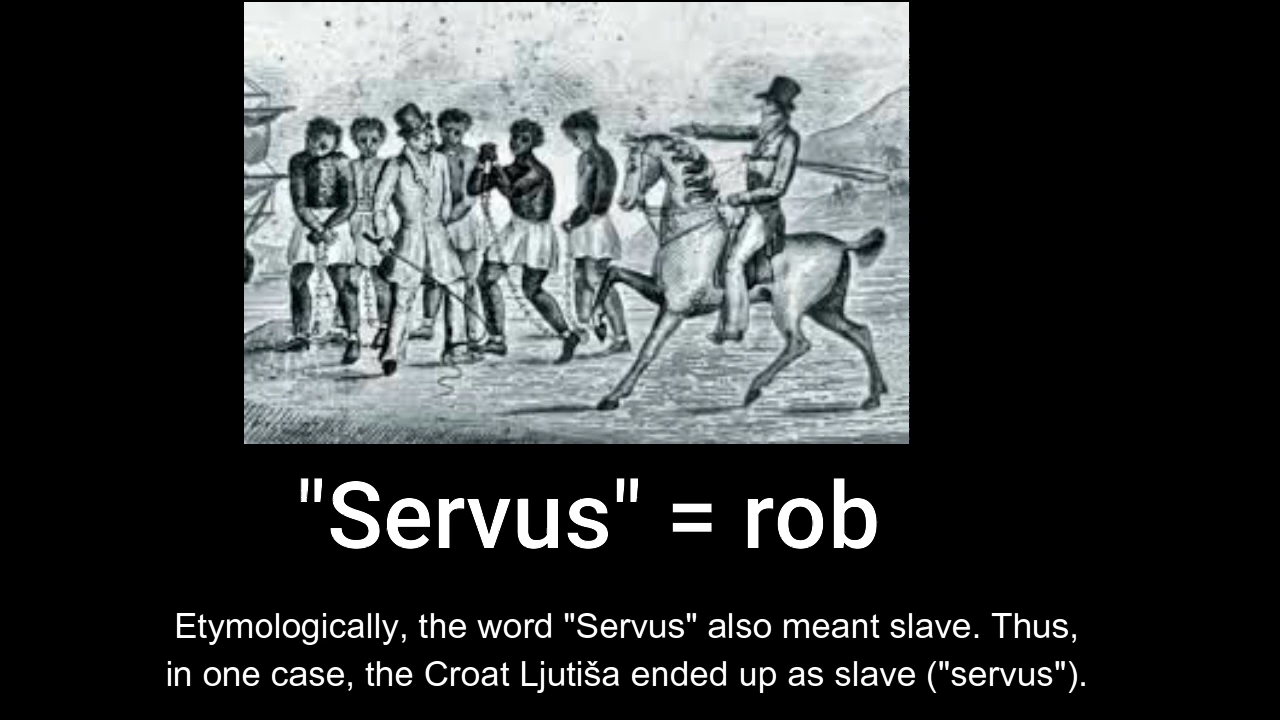 "Servus" = rob
Etymologically, the word "Servus" also meant slave. Thus,
in one case, the Croat Ljutiša ended up as slave ("servus").